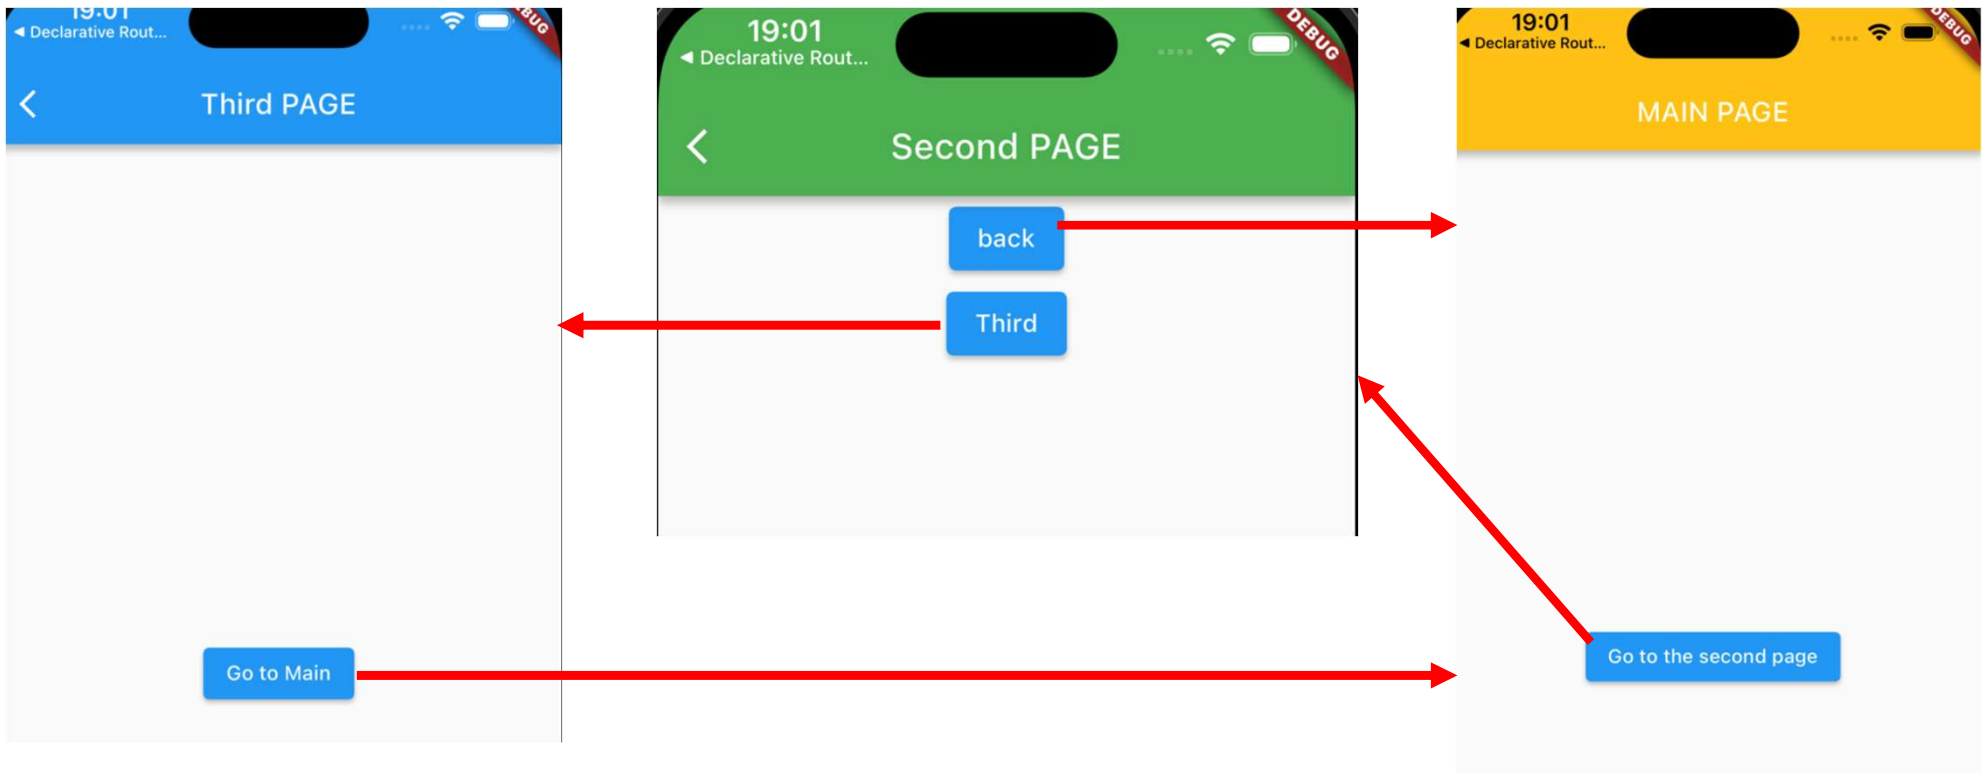 19:01
◀ Declarative Rout...
DEBUG
Third PAGE
Go to Main
19:01
◀ Declarative Rout...
DEBUG
Second PAGE
back
Third
19:01
◀ Declarative Rout...
DEBUG
MAIN PAGE
Go to the second page